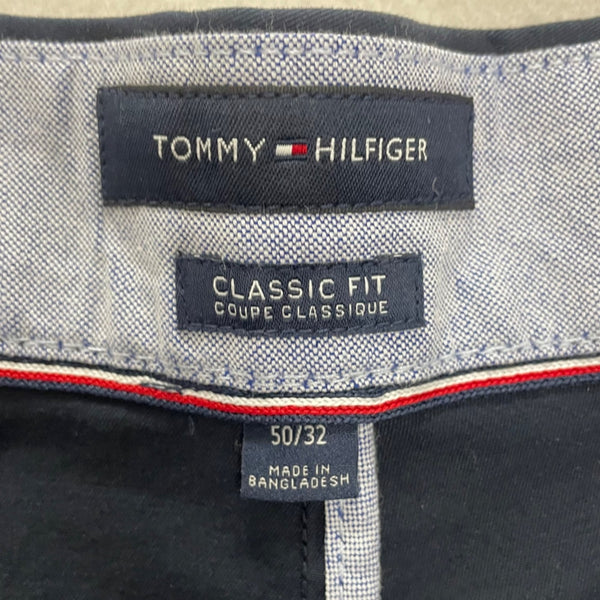 TOMMY HILFIGER
CLASSIC FIT
COUPE CLASSIQUE
50/32
MADE IN
BANGLADESH